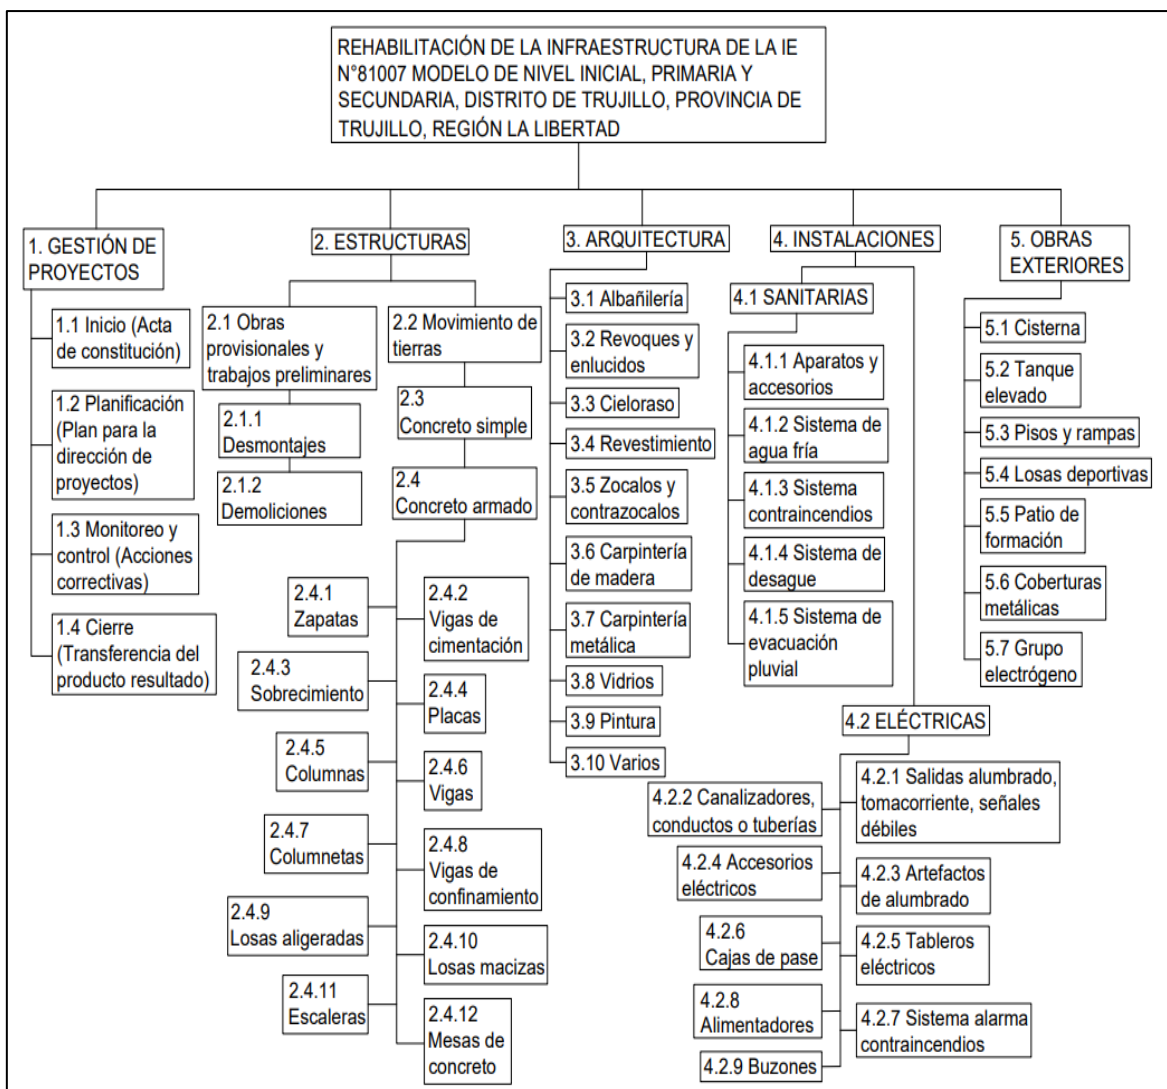 REHABILITACIÓN DE LA INFRAESTRUCTURA DE LA IE
N°81007 MODELO DE NIVEL INICIAL, PRIMARIA Y
SECUNDARIA, DISTRITO DE TRUJILLO, PROVINCIA DE
TRUJILLO, REGIÓN LA LIBERTAD
1. GESTIÓN DE
PROYECTOS
1.1 Inicio (Acta
de constitución)
1.2 Planificación
(Plan para la
dirección de
proyectos)
1.3 Monitoreo y
control (Acciones
correctivas)
1.4 Cierre
(Transferencia del
producto resultado)
2. ESTRUCTURAS
2.1 Obras
provisionales y
trabajos preliminares
2.1.1
Desmontajes
2.1.2
Demoliciones
2.2 Movimiento de
tierras
2.3
Concreto simple
2.4
Concreto armado
2.4.1
Zapatas
2.4.2
Vigas de
cimentación
2.4.3
Sobrecimiento
2.4.4
Placas
2.4.5
Columnas
2.4.6
Vigas
2.4.7
Columnetas
2.4.8
Vigas de
confinamiento
2.4.9
Losas aligeradas
2.4.10
Losas macizas
2.4.11
Escaleras
2.4.12
Mesas de
concreto
3. ARQUITECTURA
3.1 Albañilería
3.2 Revoques y
enlucidos
3.3 Cieloraso
3.4 Revestimiento
3.5 Zocalos y
contrazocalos
3.6 Carpintería
de madera
3.7 Carpintería
metálica
3.8 Vidrios
3.9 Pintura
3.10 Varios
4. INSTALACIONES
4.1 SANITARIAS
4.1.1 Aparatos y
accesorios
4.1.2 Sistema de
agua fría
4.1.3 Sistema
contraincendios
4.1.4 Sistema de
desague
4.1.5 Sistema de
evacuación
pluvial
4.2 ELÉCTRICAS
4.2.1 Salidas alumbrado,
tomacorriente, señales
débiles
4.2.2 Canalizadores,
conductos o tuberías
4.2.3 Artefactos
de alumbrado
4.2.4 Accesorios
eléctricos
4.2.5 Tableros
eléctricos
4.2.6
Cajas de pase
4.2.7 Sistema alarma
contraincendios
4.2.8
Alimentadores
4.2.9 Buzones
5. OBRAS
EXTERIORES
5.1 Cisterna
5.2 Tanque
elevado
5.3 Pisos y rampas
5.4 Losas deportivas
5.5 Patio de
formación
5.6 Coberturas
metálicas
5.7 Grupo
electrógeno